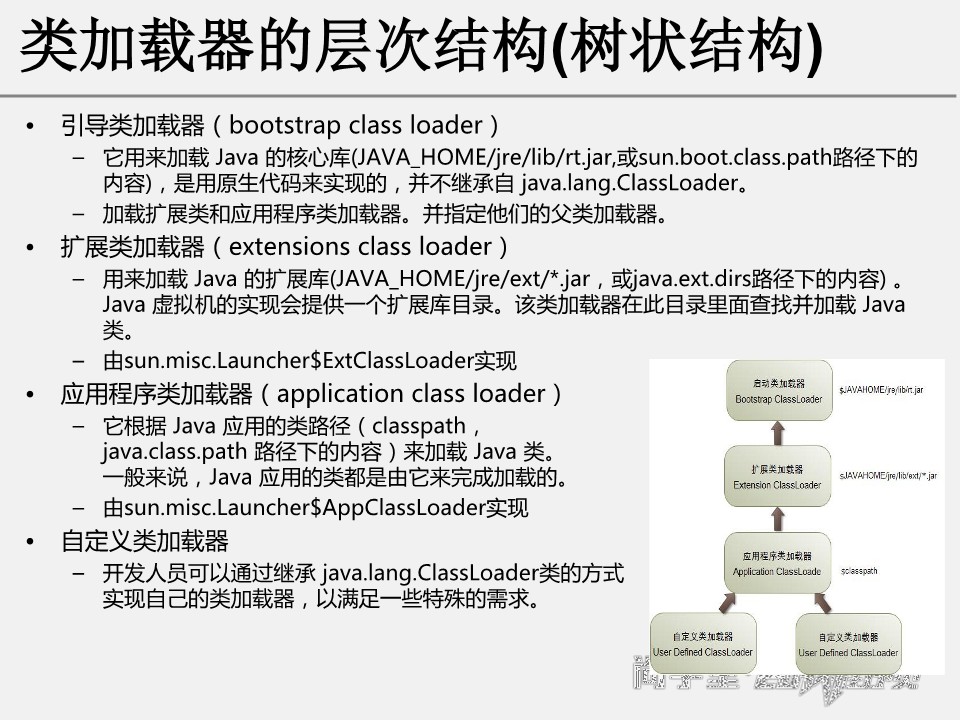 类加载器的层次结构(树状结构)
• 引导类加载器（bootstrap class loader）
– 它用来加载 Java 的核心库(JAVA_HOME/jre/lib/rt.jar,或sun.boot.class.path路径下的
内容)，是用原生代码来实现的，并不继承自 java.lang.ClassLoader。
– 加载扩展类和应用程序类加载器。并指定他们的父类加载器。
• 扩展类加载器（extensions class loader）
– 用来加载 Java 的扩展库(JAVA_HOME/jre/ext/*.jar，或java.ext.dirs路径下的内容) 。
Java 虚拟机的实现会提供一个扩展库目录。该类加载器在此目录里面查找并加载 Java
类。
– 由sun.misc.Launcher$ExtClassLoader实现
• 应用程序类加载器（application class loader）
– 它根据 Java 应用的类路径（classpath，
java.class.path 路径下的内容）来加载 Java 类。
一般来说，Java 应用的类都是由它来完成加载的。
– 由sun.misc.Launcher$AppClassLoader实现
• 自定义类加载器
– 开发人员可以通过继承 java.lang.ClassLoader类的方式
实现自己的类加载器，以满足一些特殊的需求。
启动类加载器
Bootstrap ClassLoader
$JAVAHOME/jre/lib/rt.jar
扩展类加载器
Extension ClassLoader
$JAVAHOME/jre/lib/ext/*.jar
应用程序类加载器
Application ClassLoade
$classpath
自定义类加载器
User Defined ClassLoader
自定义类加载器
User Defined ClassLoader